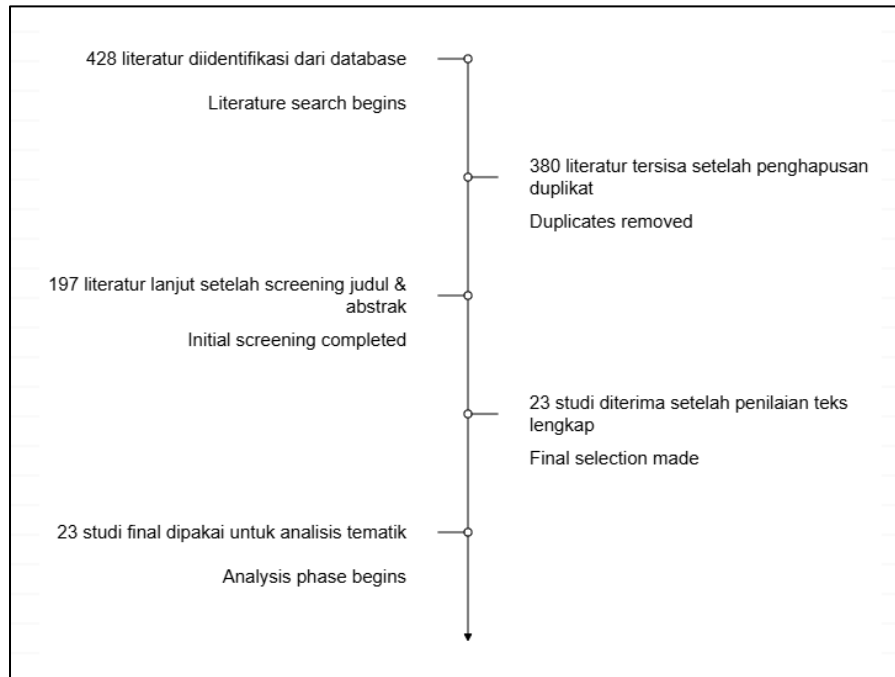 428 literatur diidentifikasi dari database
Literature search begins
380 literatur tersisa setelah penghapusan
duplikat
Duplicates removed
197 literatur lanjut setelah screening judul &
abstrak
Initial screening completed
23 studi diterima setelah penilaian teks
lengkap
Final selection made
23 studi final dipakai untuk analisis tematik
Analysis phase begins